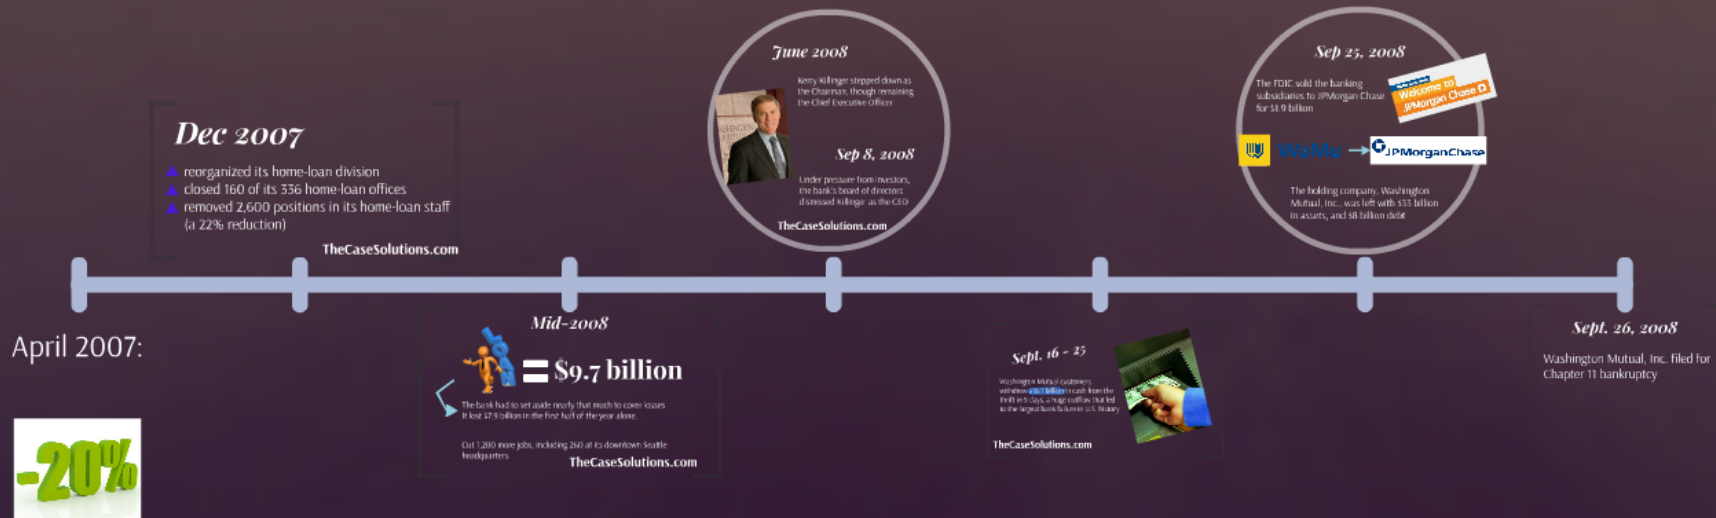 April 2007:
-20%
Dec 2007
reorganized its home-loan division
closed 160 of its 336 home-loan offices
removed 2,600 positions in its home-loan staff
(a 22% reduction)
TheCaseSolutions.com
Mid-2008
LOAN
= $9.7 billion
The bank had to set aside nearly that much to cover losses
It lost $7.9 billion in the first half of the year alone.
Cut 1,200 more jobs, including 260 at its downtown Seattle
headquarters
TheCaseSolutions.com
June 2008
Kerry Killinger stepped down as
the Chairman, though remaining
the Chief Executive Officer
WASHINGTON
MUTUAL
Sep 8, 2008
Under pressure from investors,
the bank's board of directors
dismissed Killinger as the CEO
TheCaseSolutions.com
Sept. 16 - 25
Washington Mutual customers
withdrew billion in cash from the
thrift in 9 days, a huge outflow that led
to the largest bank failure in U.S. history
TheCaseSolutions.com
Sep 25, 2008
The FDIC sold the banking
subsidiaries to JPMorgan Chase
for $1.9 billion
Welcome to
JPMorgan Chase
WaMu
JPMorganChase
The holding company, Washington
Mutual, Inc., was left with $33 billion
in assets, and $8 billion debt
Sept. 26, 2008
Washington Mutual, Inc. filed for
Chapter 11 bankruptcy